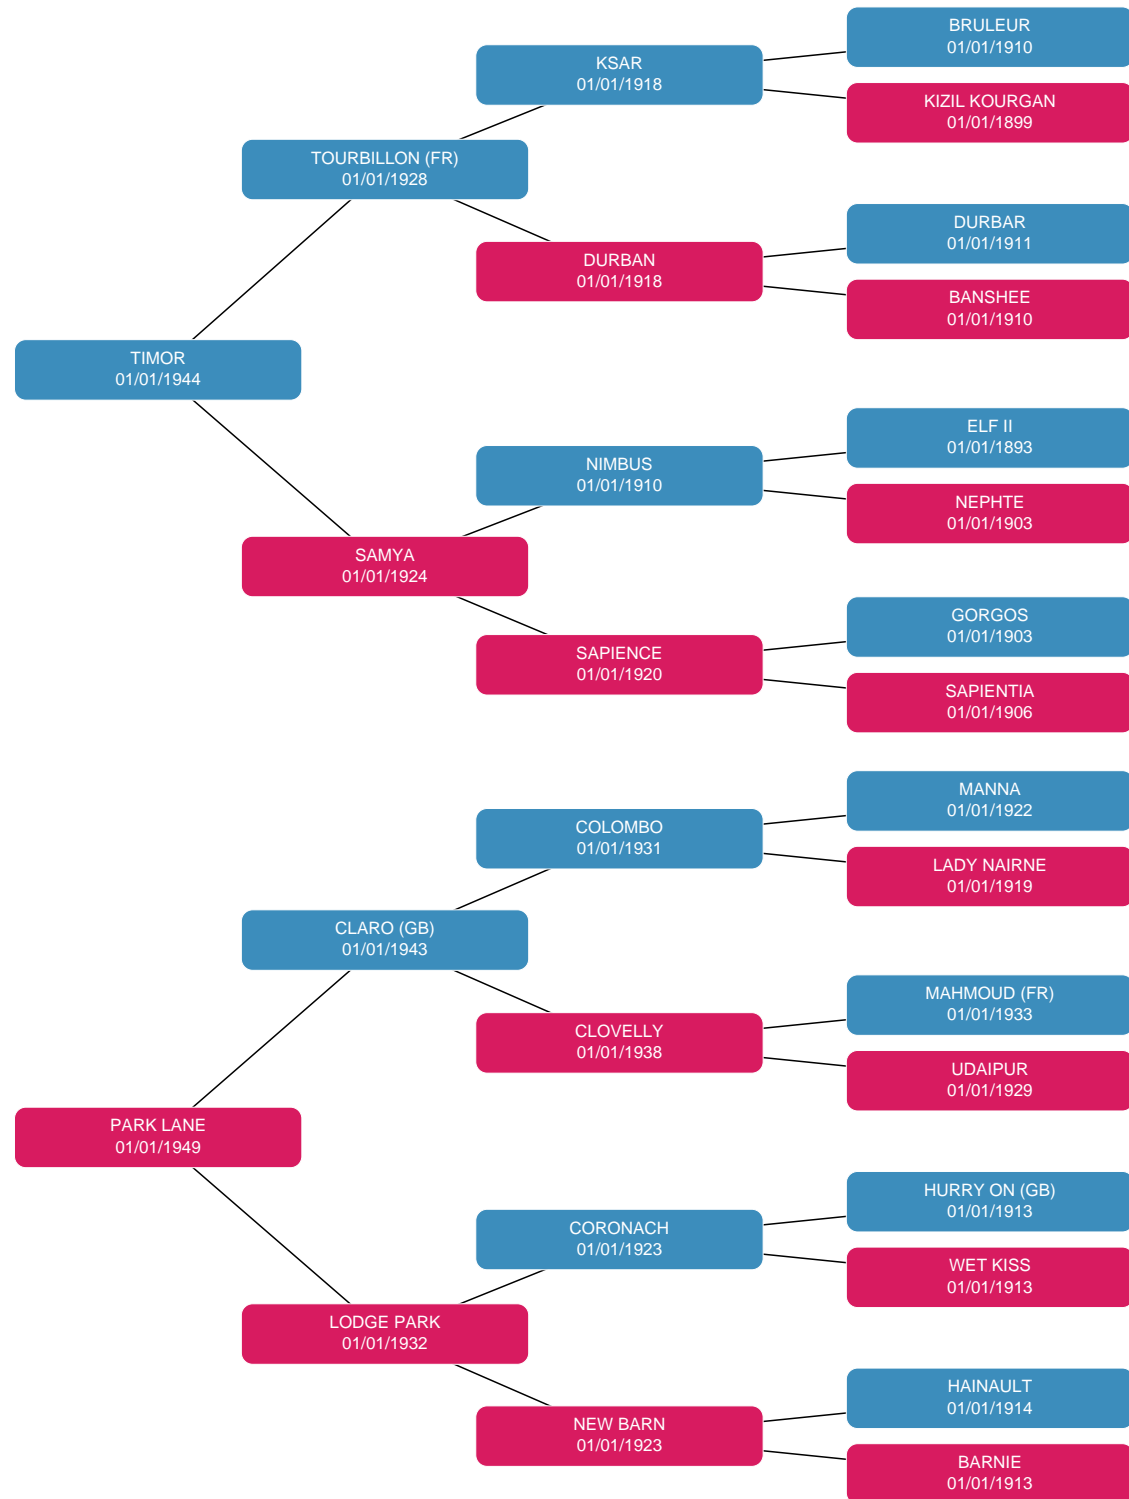 BRULEUR
01/01/1910
KSAR
01/01/1918
KIZIL KOURGAN
01/01/1899
TOURBILLON (FR)
01/01/1928
DURBAR
01/01/1911
DURBAN
01/01/1918
BANSHEE
01/01/1910
TIMOR
01/01/1944
ELF II
01/01/1893
NIMBUS
01/01/1910
NEPHTE
01/01/1903
SAMYA
01/01/1924
GORGOS
01/01/1903
SAPIENCE
01/01/1920
SAPIENTIA
01/01/1906
MANNA
01/01/1922
COLOMBO
01/01/1931
LADY NAIRNE
01/01/1919
CLARO (GB)
01/01/1943
MAHMOUD (FR)
01/01/1933
CLOVELLY
01/01/1938
UDAIPUR
01/01/1929
PARK LANE
01/01/1949
HURRY ON (GB)
01/01/1913
CORONACH
01/01/1923
WET KISS
01/01/1913
LODGE PARK
01/01/1932
HAINAULT
01/01/1914
NEW BARN
01/01/1923
BARNIE
01/01/1913